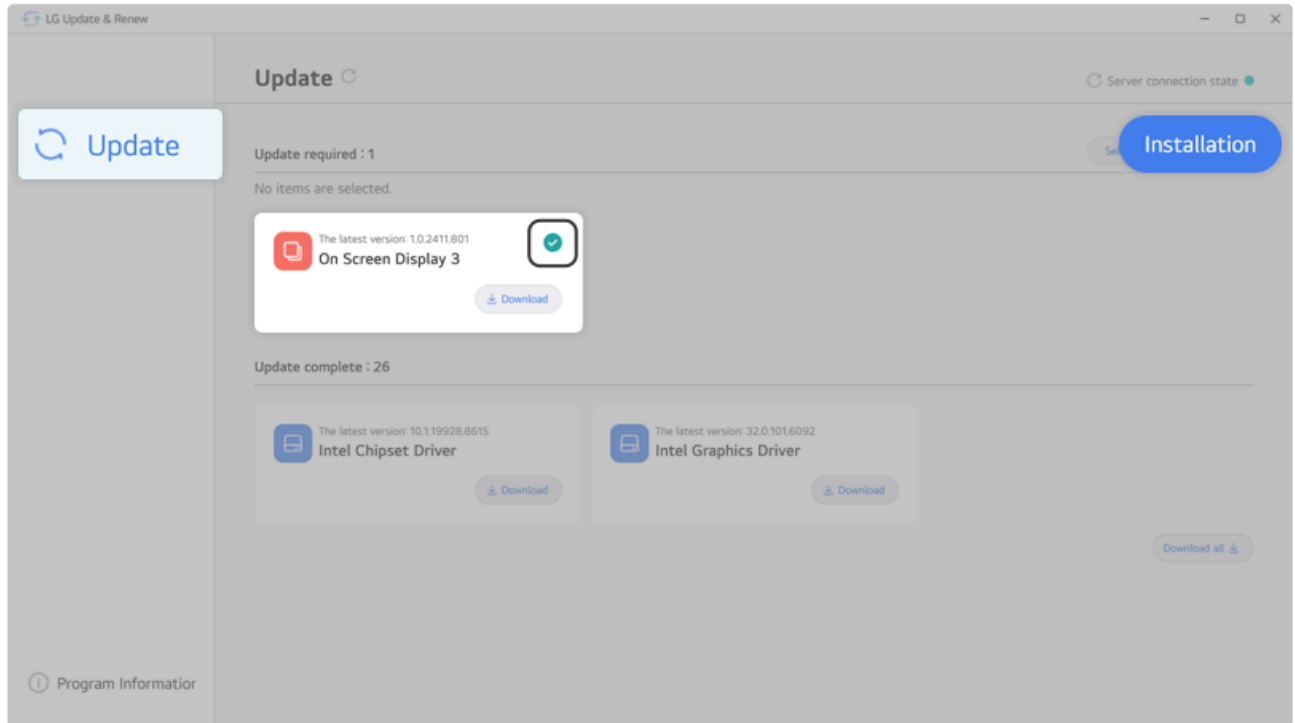 LG Update & Renew
Update
Server connection state
Update
Installation
Update required : 1
No items are selected.
The latest version: 1.0.2411.801
On Screen Display 3
Download
Update complete : 26
The latest version: 10.1.19928.8615
Intel Chipset Driver
Download
The latest version: 32.0.101.6092
Intel Graphics Driver
Download
Download all
Program Information